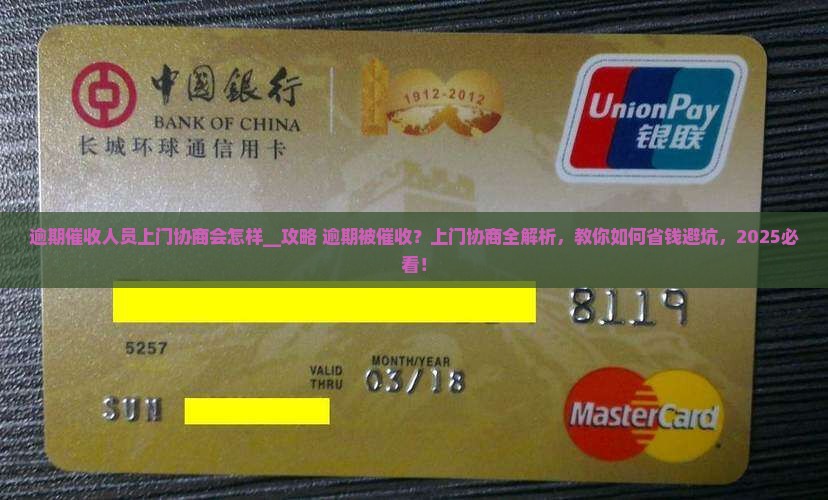 中國銀行
1912-2012
BANK OF CHINA
长城环球通信用卡
UnionPay
银联
逾期催收人员上门协商会怎样__攻略 逾期被催收？上门协商全解析，教你如何省钱避坑，2025必
看！
8119
5257
VALID
THRU
MONTH/YEAR
03/18
SUN
MasterCard